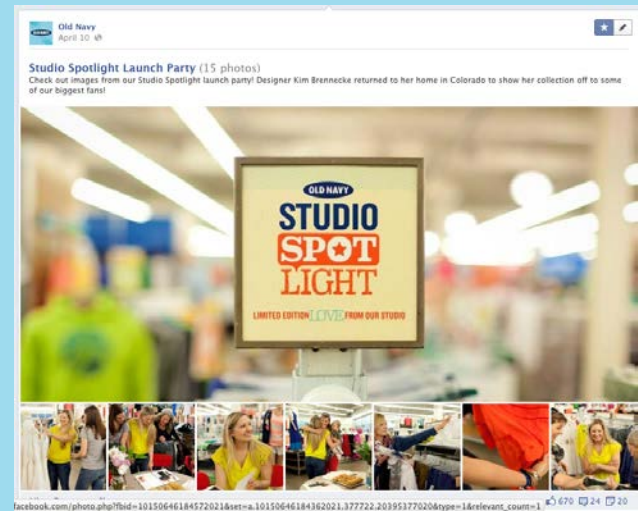 Old Navy
April 10
Studio Spotlight Launch Party (15 photos)
Check out images from our Studio Spotlight launch party! Designer Kim Brennecke returned to her home in Colorado to show her collection off to some
of our biggest fans!
OLD NAVY
STUDIO
SPOT
LIGHT
LIMITED EDITION LOVE FROM OUR STUDIO
facebook.com/photo.php?fbid=10150646184572021&set=a.10150646184362021.377722.20395377020&type=1&relevant_count=1
670 24 20